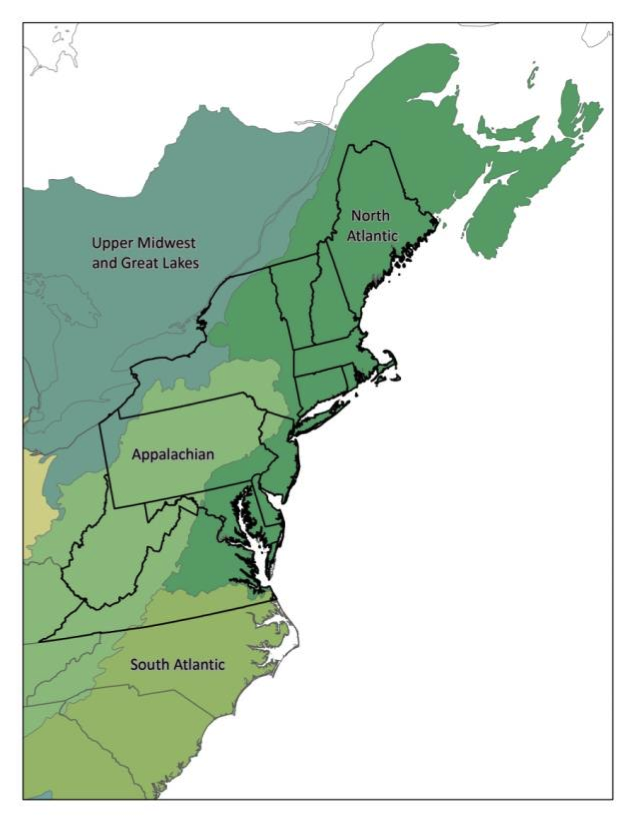 North
Atlantic
Upper Midwest
and Great Lakes
Appalachian
South Atlantic